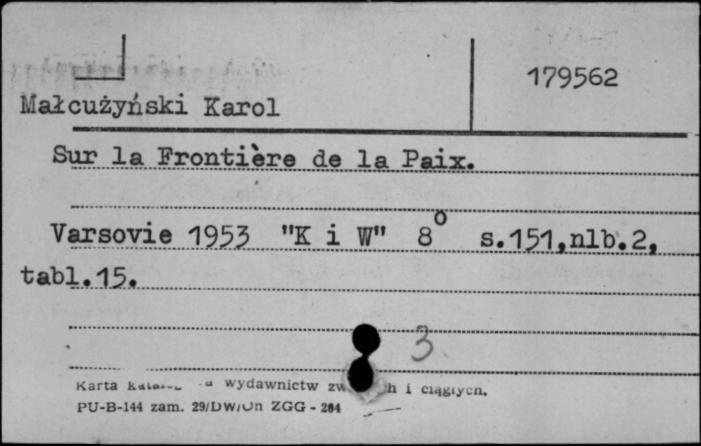 179562
Małcużyński Karol
Sur la Frontière de la Paix.
Varsovie 1953 "K i W" 8° s.151,nlb.2,
tabl.15.
3
Karta wydawnictw i ciągłych.
PU-B-144 zam. 29/DW/Un ZGG - 284